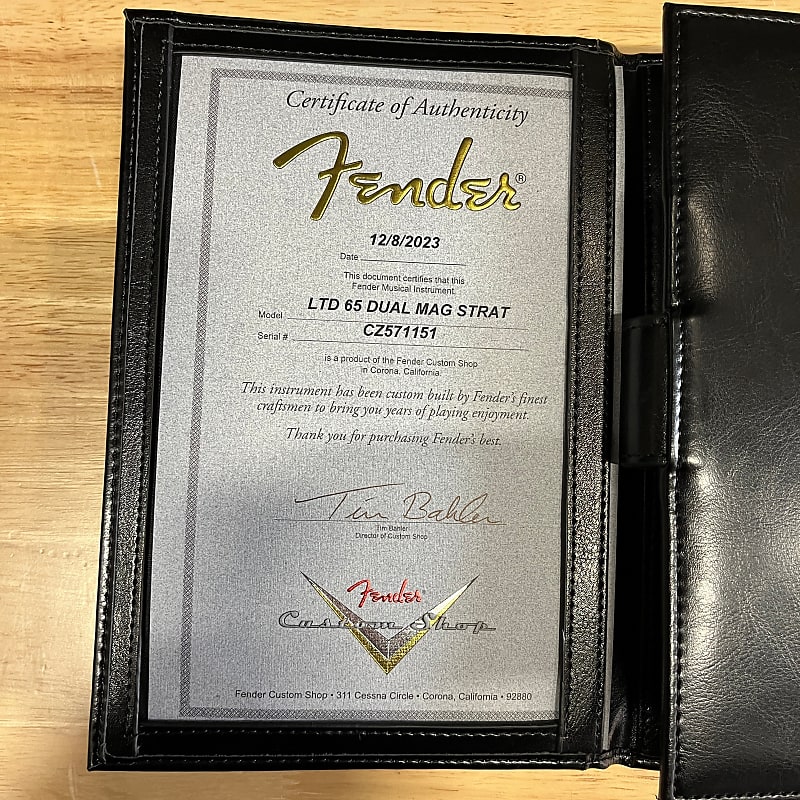 Certificate of Authenticity
Fender®
12/8/2023
Date
This document certifies that this
Fender Musical Instrument.
LTD 65 DUAL MAG STRAT
Model
CZ571151
Serial #
is a product of the Fender Custom Shop
in Corona, California.
This instrument has been custom built by Fender's finest
craftsmen to bring you years of playing enjoyment.
Thank you for purchasing Fender's best.
Tim Bahler
Tim Bahler
Director of Custom Shop
Fender
Custom Shop
Fender Custom Shop • 311 Cessna Circle • Corona, California • 92880